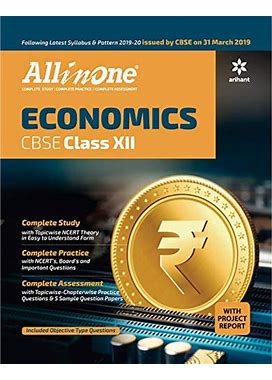 Following Latest Syllabus & Pattern 2019-20 issued by CBSE on 31 March 2019
All in one
COMPLETE STUDY | COMPLETE PRACTICE | COMPLETE ASSESSMENT
arihant
ECONOMICS
CBSE Class XII
Complete Study
with Topicwise NCERT Theory
in Easy to Understand Form
Complete Practice
with NCERT's, Board's and
Important Questions
Complete Assessment
with Topicwise-Chapterwise Practice
Questions & 5 Sample Question Papers
₹
WITH
PROJECT
REPORT
Included Objective Type Questions